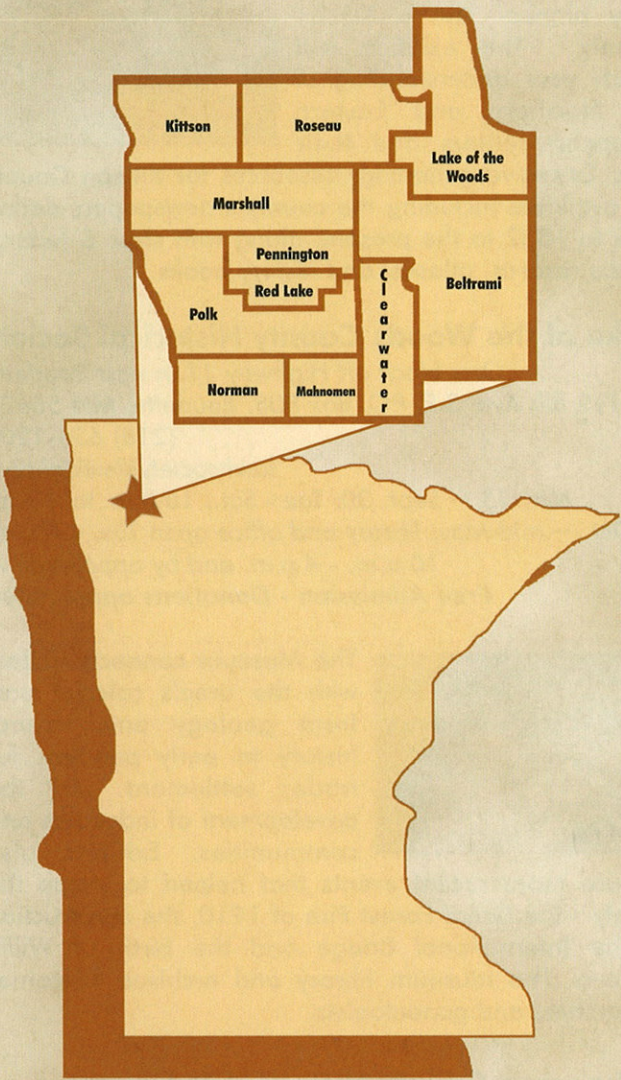 Kittson
Roseau
Lake of the
Woods
Marshall
Pennington
Red Lake
Polk
Clearwater
Beltrami
Norman
Mahnomen